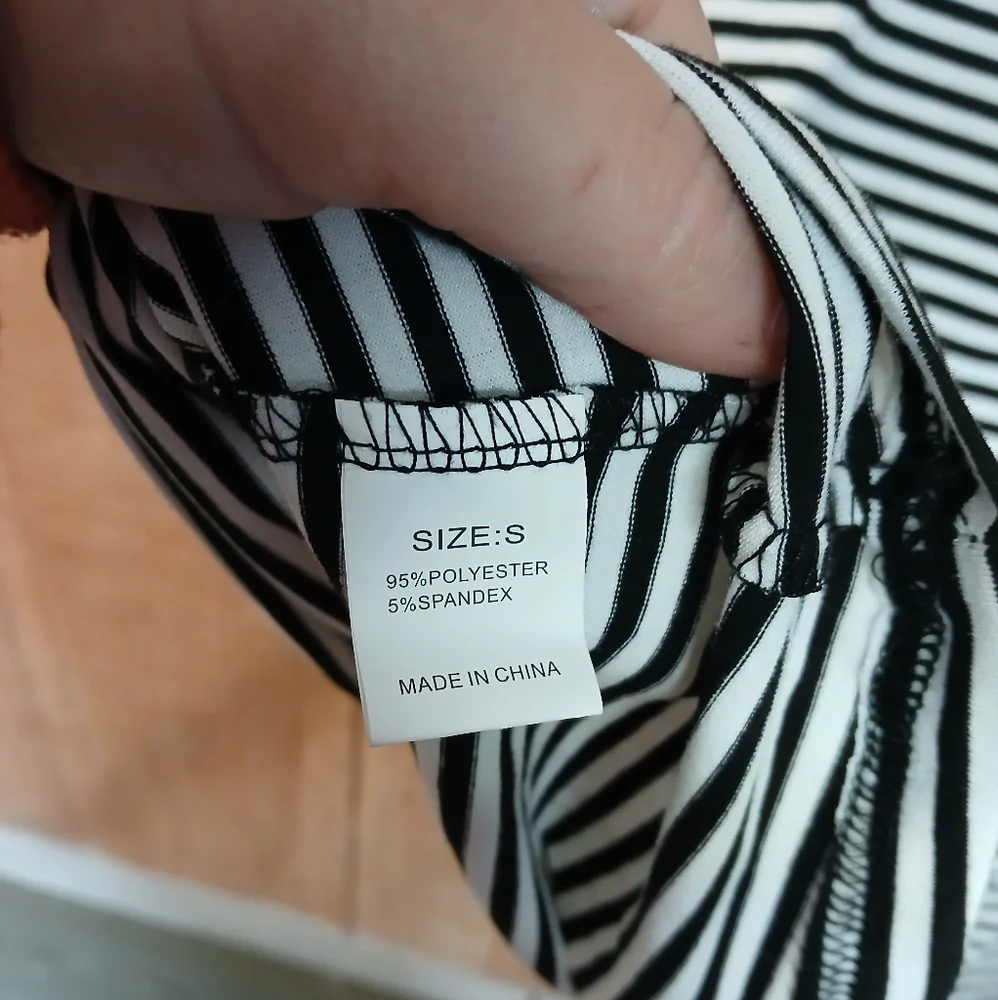 SIZE:S
95%POLYESTER
5%SPANDEX
MADE IN CHINA